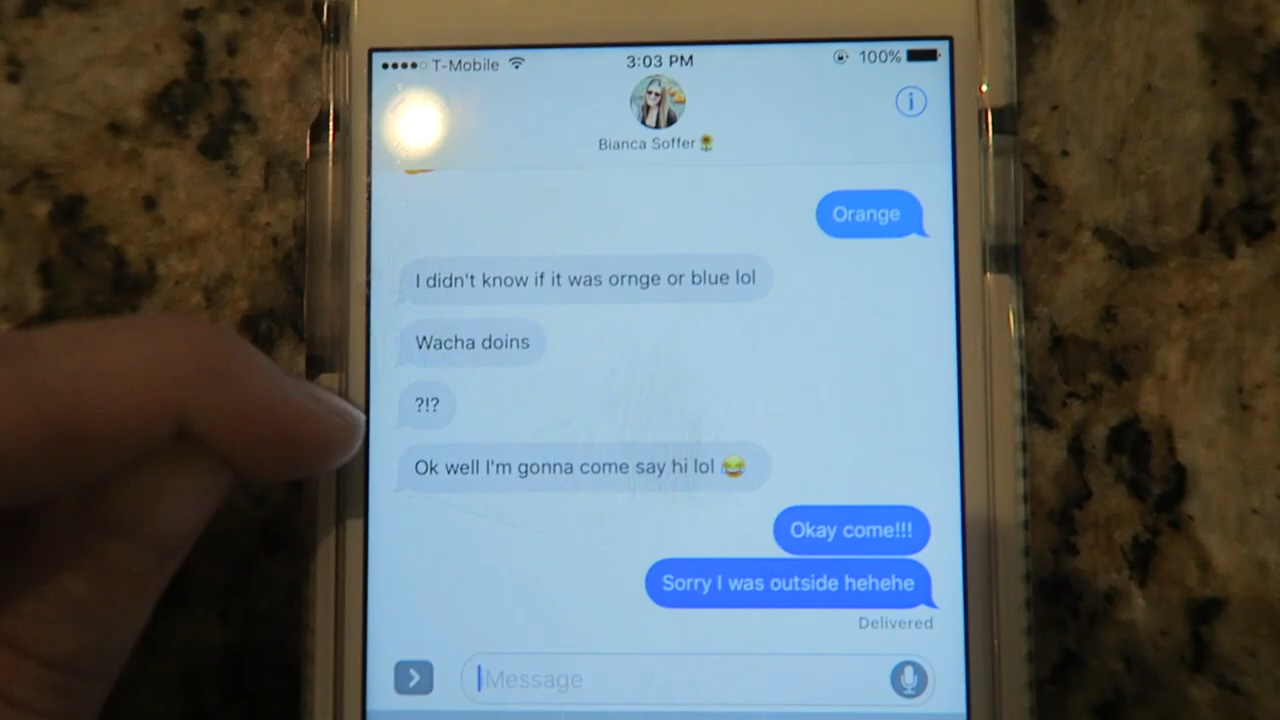 T-Mobile 3:03 PM 100%
Bianca Soffer🌻
Orange
I didn't know if it was ornge or blue lol
Wacha doins
?!?
Ok well I'm gonna come say hi lol 😂
Okay come!!!
Sorry I was outside hehehe
Delivered
iMessage